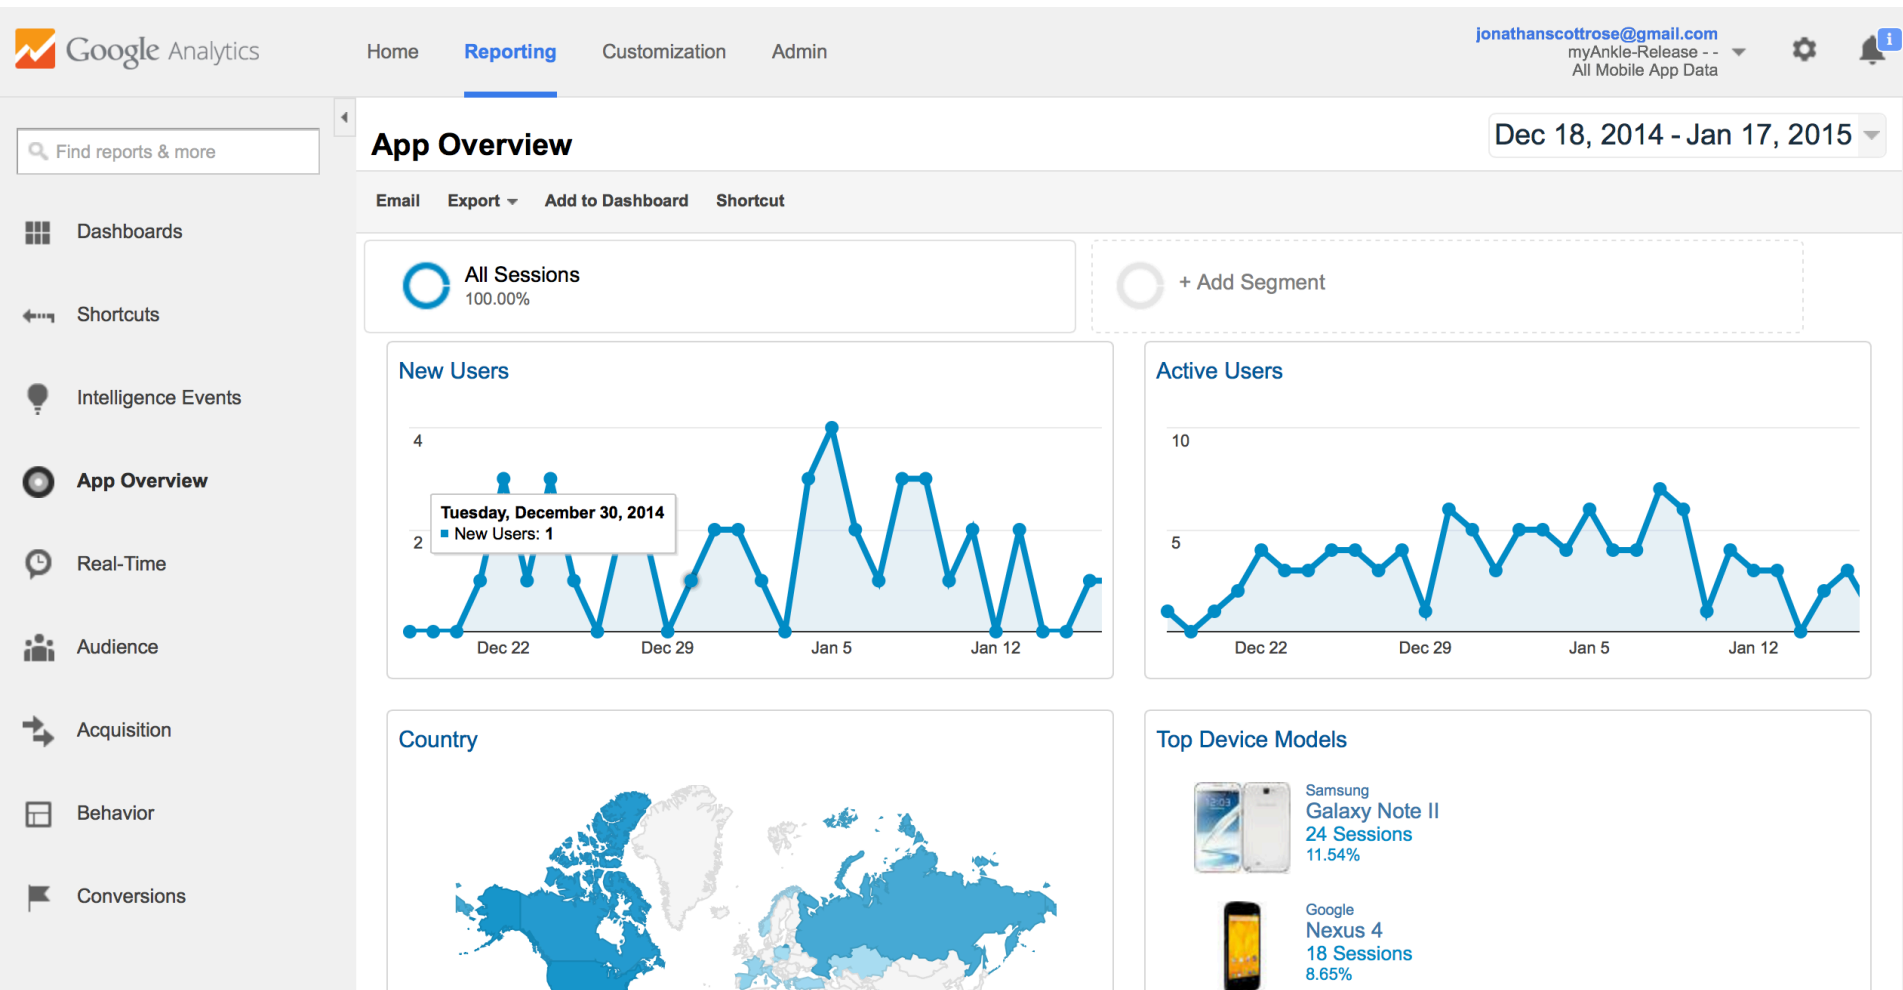 Google Analytics
Home
Reporting
Customization
Admin
jonathanscottrose@gmail.com
myAnkle-Release - -
All Mobile App Data
i
Find reports & more
Dashboards
Shortcuts
Intelligence Events
App Overview
Real-Time
Audience
Acquisition
Behavior
Conversions
App Overview
Dec 18, 2014 - Jan 17, 2015
Email
Export
Add to Dashboard
Shortcut
All Sessions
100.00%
+ Add Segment
New Users
4
2
Tuesday, December 30, 2014
New Users: 1
Dec 22
Dec 29
Jan 5
Jan 12
Active Users
10
5
Dec 22
Dec 29
Jan 5
Jan 12
Country
Top Device Models
12:03
Samsung
Galaxy Note II
24 Sessions
11.54%
Google
Nexus 4
18 Sessions
8.65%